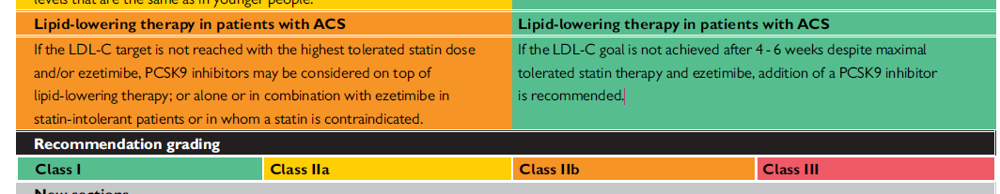 levels that are the same as in younger people.
Lipid-lowering therapy in patients with ACS
If the LDL-C target is not reached with the highest tolerated statin dose
and/or ezetimibe, PCSK9 inhibitors may be considered on top of
lipid-lowering therapy; or alone or in combination with ezetimibe in
statin-intolerant patients or in whom a statin is contraindicated.
Lipid-lowering therapy in patients with ACS
If the LDL-C goal is not achieved after 4 - 6 weeks despite maximal
tolerated statin therapy and ezetimibe, addition of a PCSK9 inhibitor
is recommended.
Recommendation grading
Class I
Class IIa
Class IIb
Class III
New sections